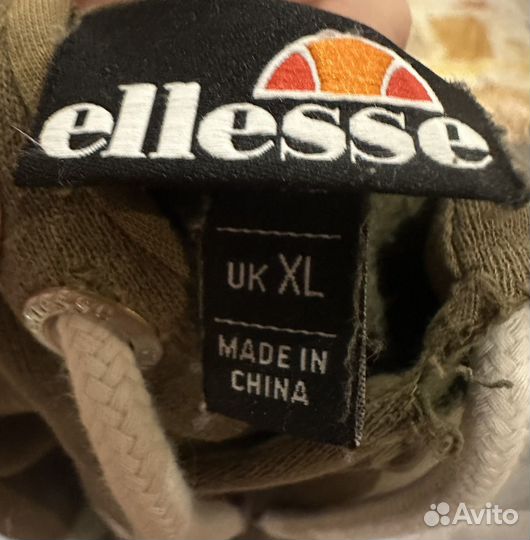 ellesse
UK XL
MADE IN
CHINA
Avito